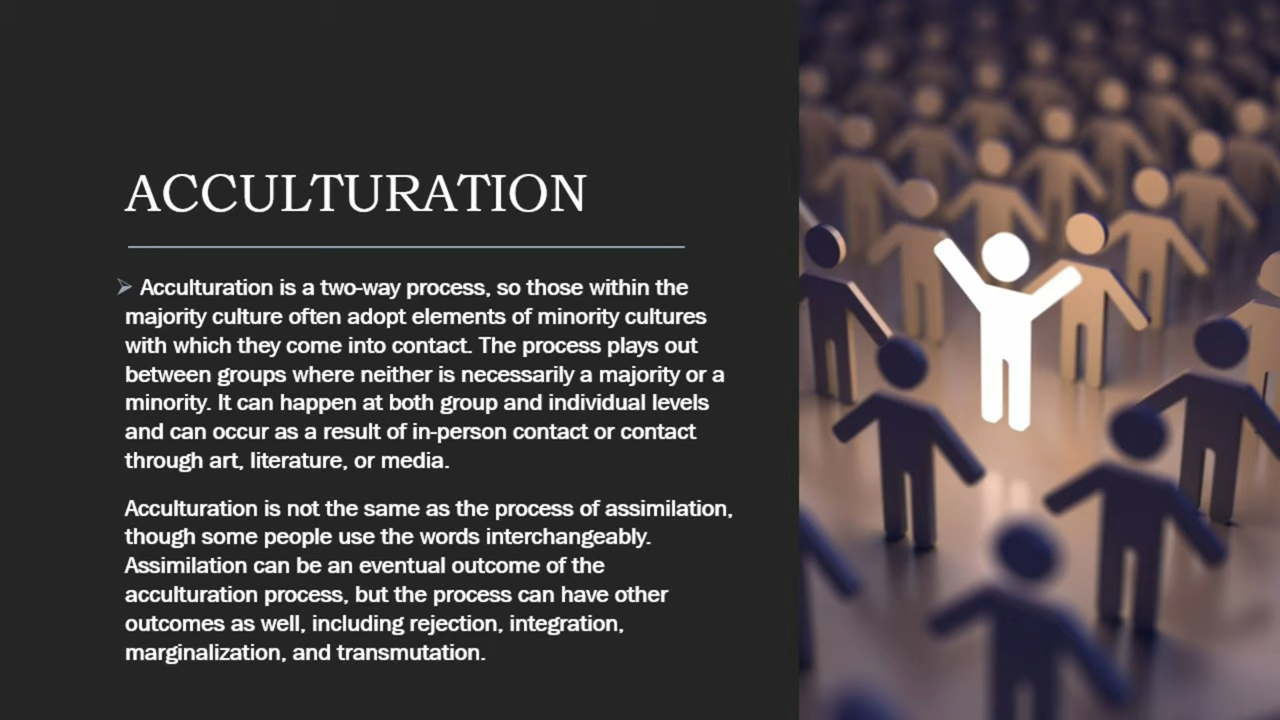 ACCULTURATION
Acculturation is a two-way process, so those within the
majority culture often adopt elements of minority cultures
with which they come into contact. The process plays out
between groups where neither is necessarily a majority or a
minority. It can happen at both group and individual levels
and can occur as a result of in-person contact or contact
through art, literature, or media.
Acculturation is not the same as the process of assimilation,
though some people use the words interchangeably.
Assimilation can be an eventual outcome of the
acculturation process, but the process can have other
outcomes as well, including rejection, integration,
marginalization, and transmutation.